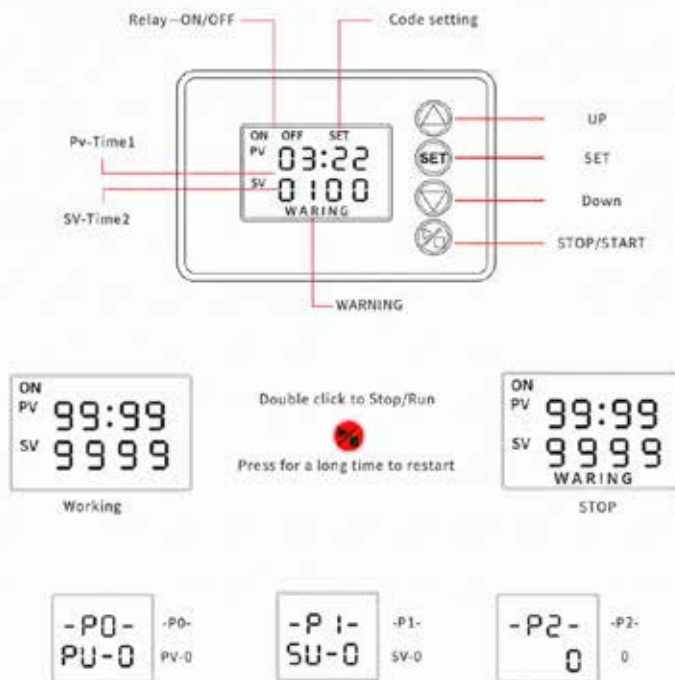 Relay—ON/OFF
Code setting
ON OFF SET
PV 03:22
SV 0100
WARING
Pv-Time1
SV-Time2
UP
SET
SET
Down
STOP/START
WARNING
ON
PV 99:99
SV 9999
Working
Double click to Stop/Run
Press for a long time to restart
ON
PV 99:99
SV 9999
WARING
STOP
-P0-
PU-0
-P0-
PV-0
-P1-
SU-0
-P1-
SV-0
-P2-
0
-P2-
0